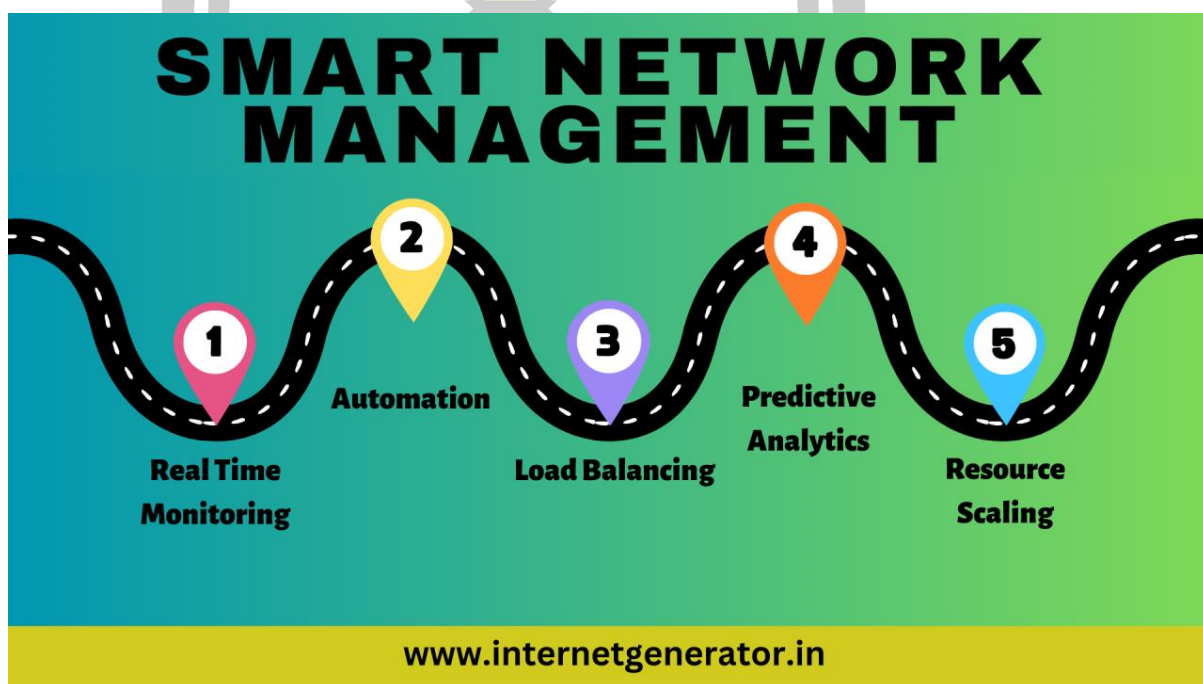 SMART NETWORK
MANAGEMENT
1
2
3
4
5
Real Time
Monitoring
Automation
Load Balancing
Predictive
Analytics
Resource
Scaling
www.internetgenerator.in